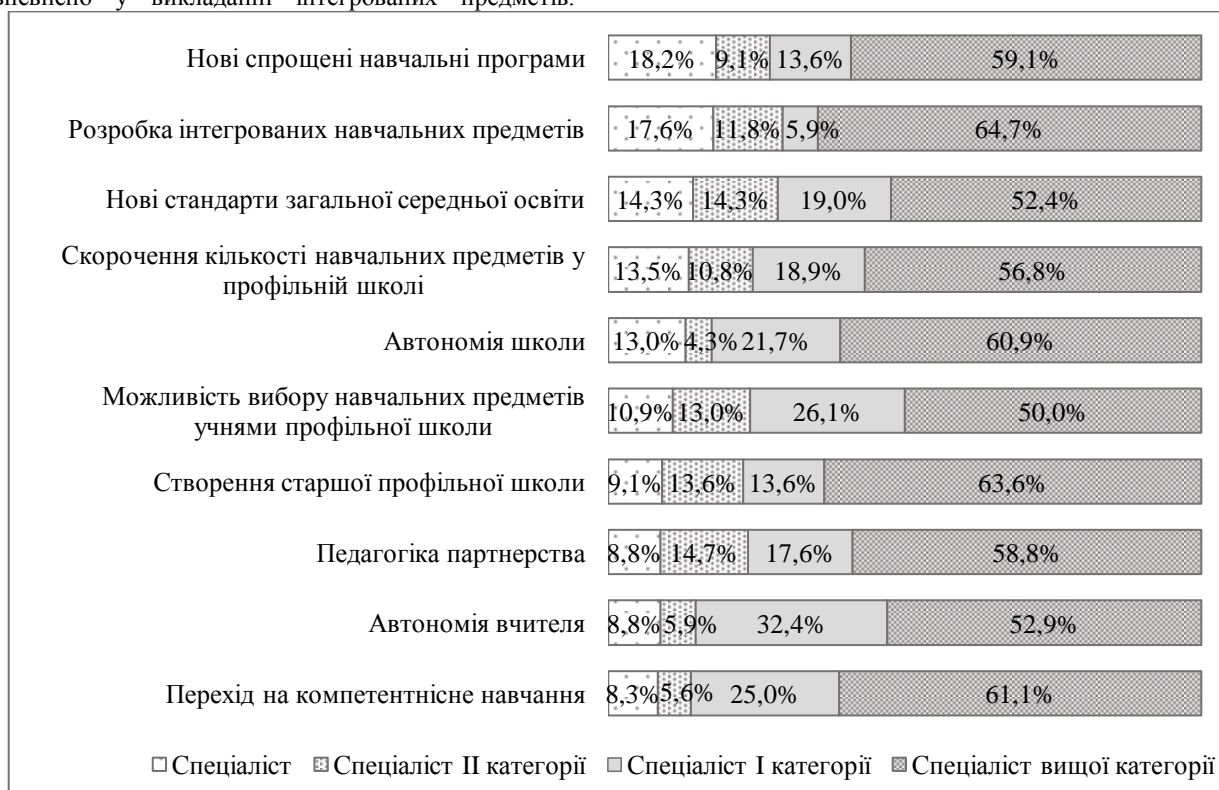 у викладанні інтегрованих предметів.
Нові спрощені навчальні програми 18,2% 9,1% 13,6% 59,1%
Розробка інтегрованих навчальних предметів 17,6% 11,8% 5,9% 64,7%
Нові стандарти загальної середньої освіти 14,3% 14,3% 19,0% 52,4%
Скорочення кількості навчальних предметів у
профільній школі 13,5% 10,8% 18,9% 56,8%
Автономія школи 13,0% 4,3% 21,7% 60,9%
Можливість вибору навчальних предметів
учнями профільної школи 10,9% 13,0% 26,1% 50,0%
Створення старшої профільної школи 9,1% 13,6% 13,6% 63,6%
Педагогіка партнерства 8,8% 14,7% 17,6% 58,8%
Автономія вчителя 8,8% 5,9% 32,4% 52,9%
Перехід на компетентнісне навчання 8,3% 5,6% 25,0% 61,1%
Спеціаліст Спеціаліст ІІ категорії Спеціаліст І категорії Спеціаліст вищої категорії